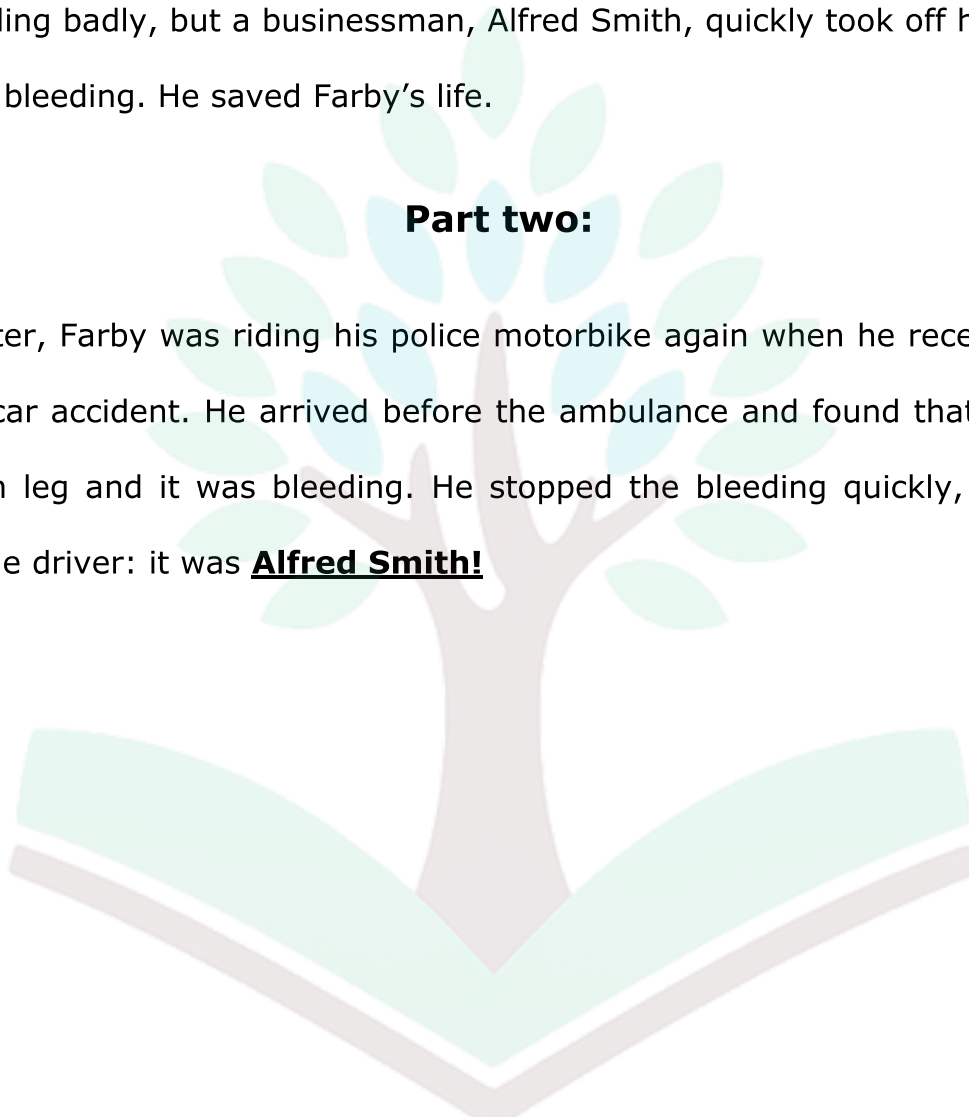 ling badly, but a businessman, Alfred Smith, quickly took off h
bleeding. He saved Farby’s life.
Part two:
ter, Farby was riding his police motorbike again when he rece
car accident. He arrived before the ambulance and found that
n leg and it was bleeding. He stopped the bleeding quickly,
e driver: it was Alfred Smith!